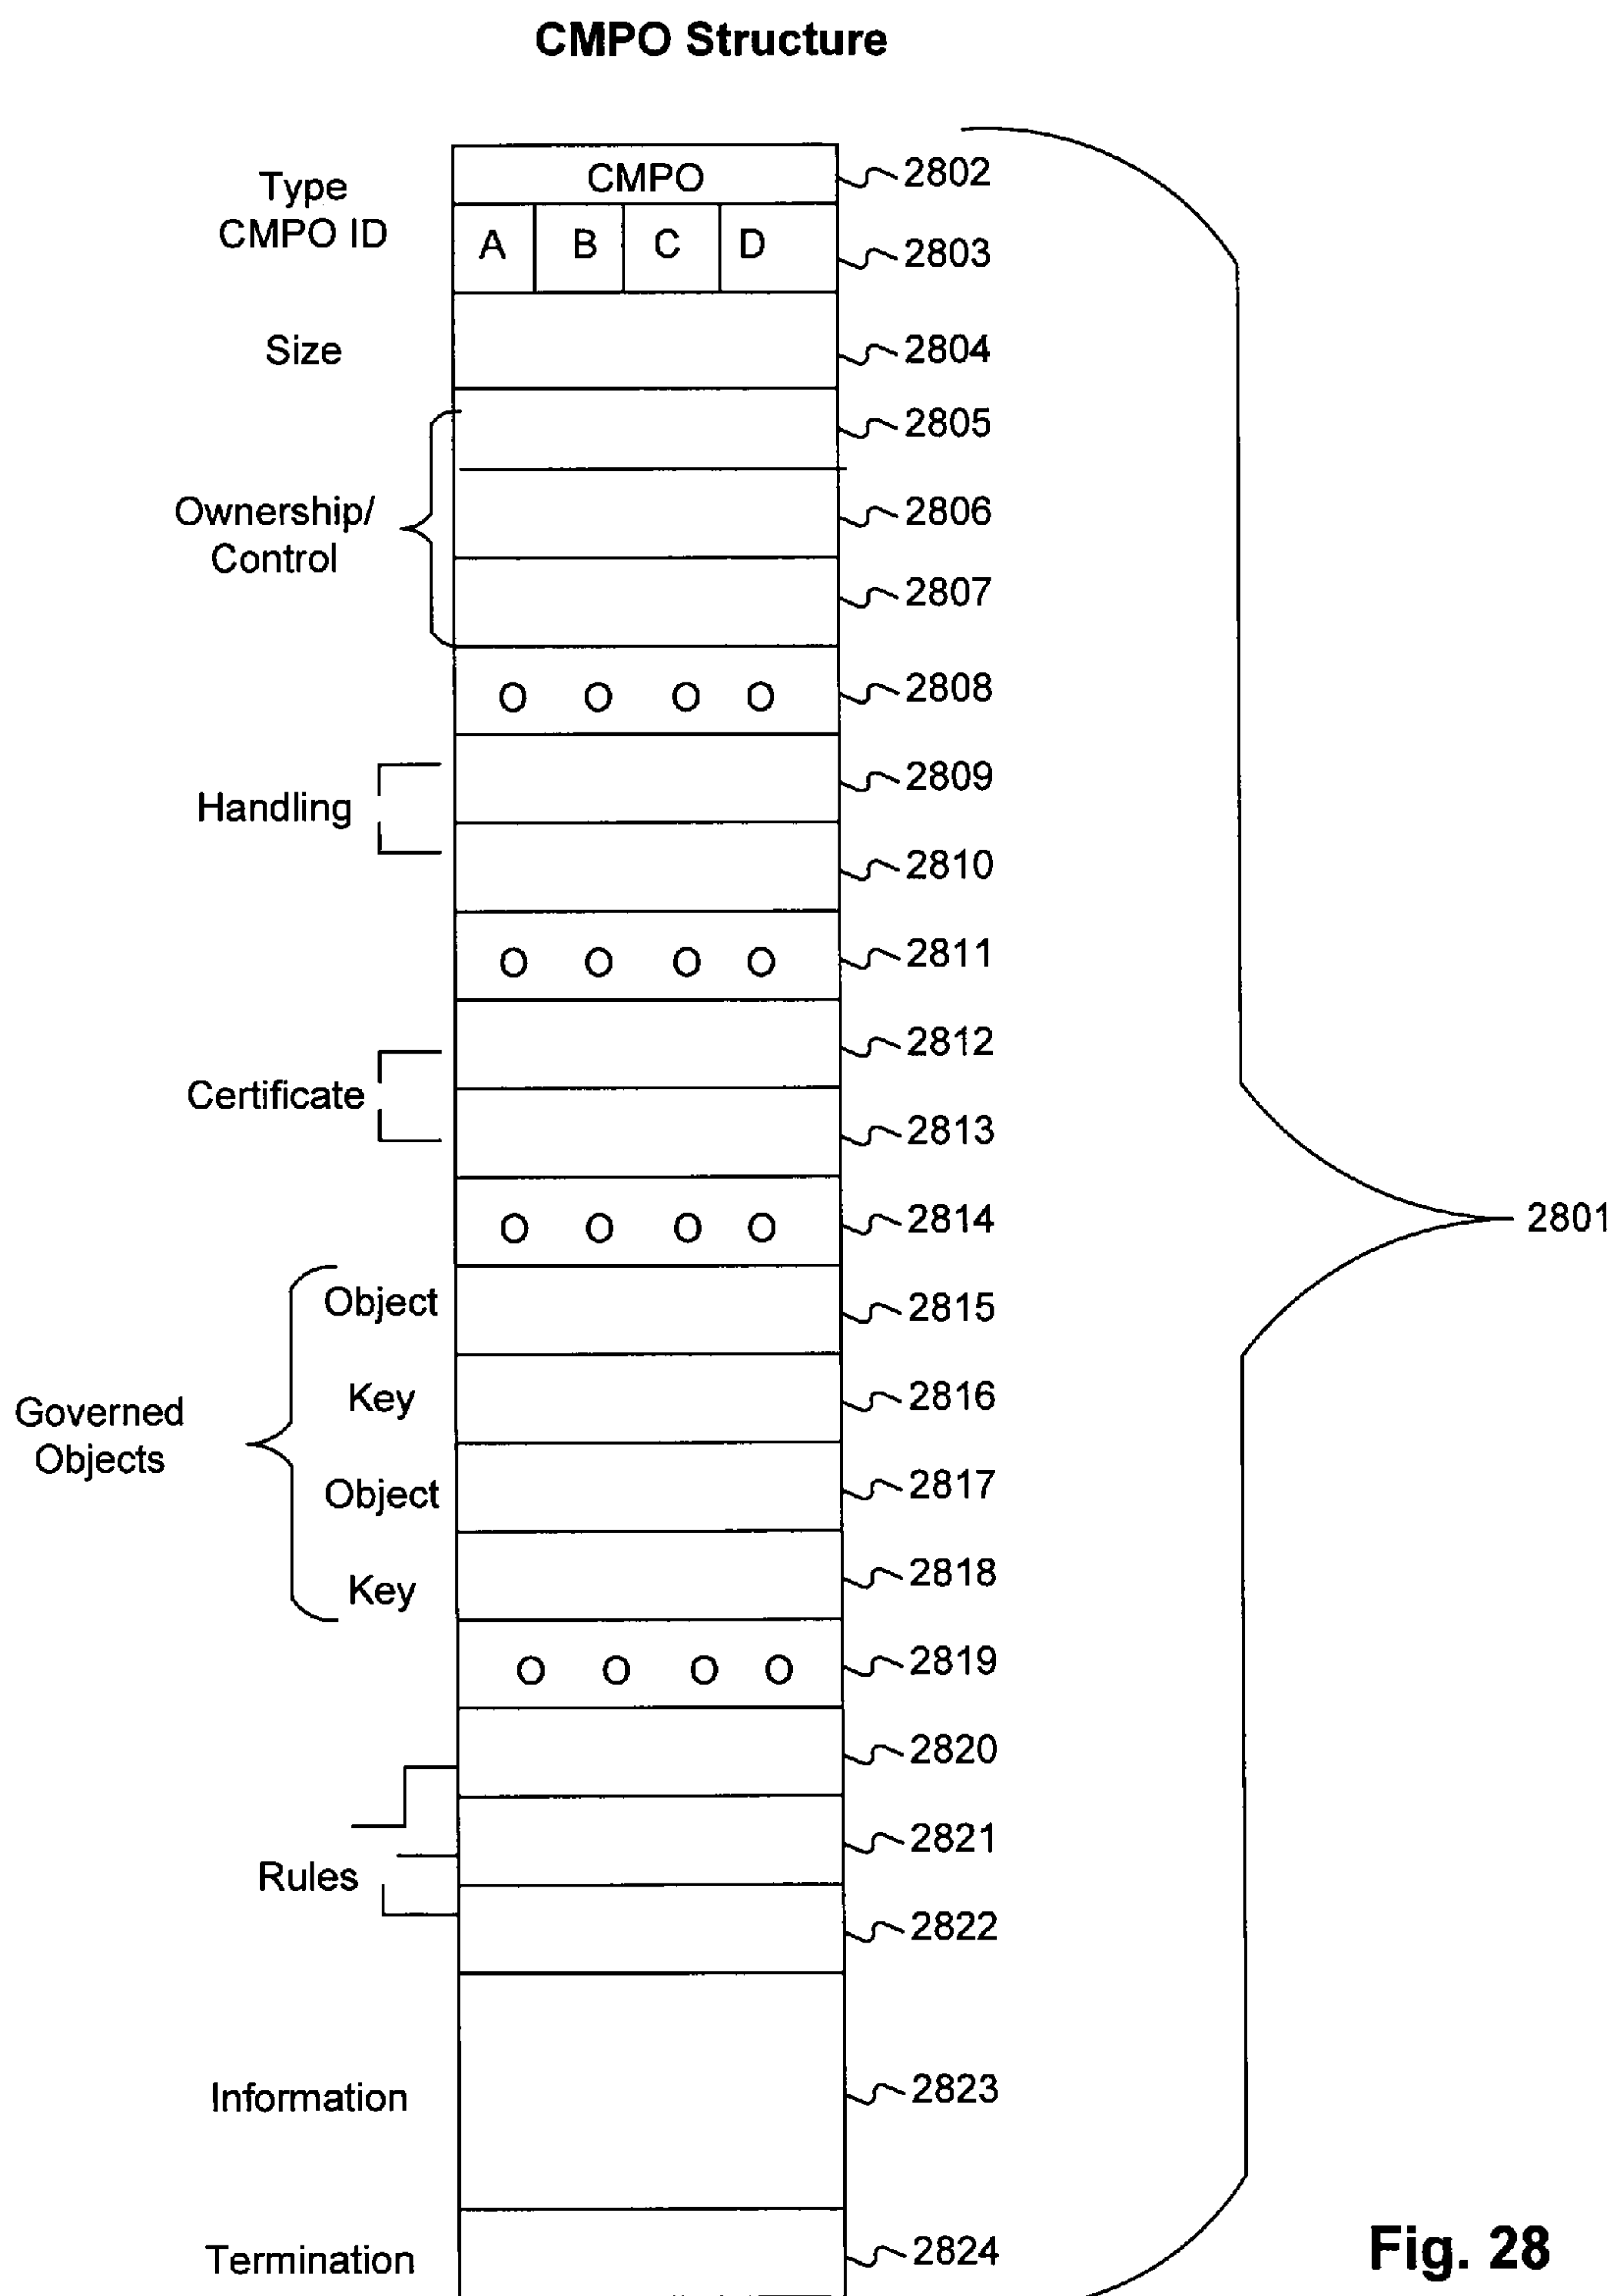 CMPO Structure
Type CMPO 2802
CMPO ID A B C D 2803
Size 2804
2805
Ownership/ 2806
Control
2807
O O O O 2808
2809
Handling
2810
O O O O 2811
2812
Certificate
2813
O O O O 2814
2801
Object 2815
Key 2816
Governed
Objects
Object 2817
Key 2818
O O O O 2819
2820
2821
Rules
2822
Information 2823
Termination 2824
Fig. 28